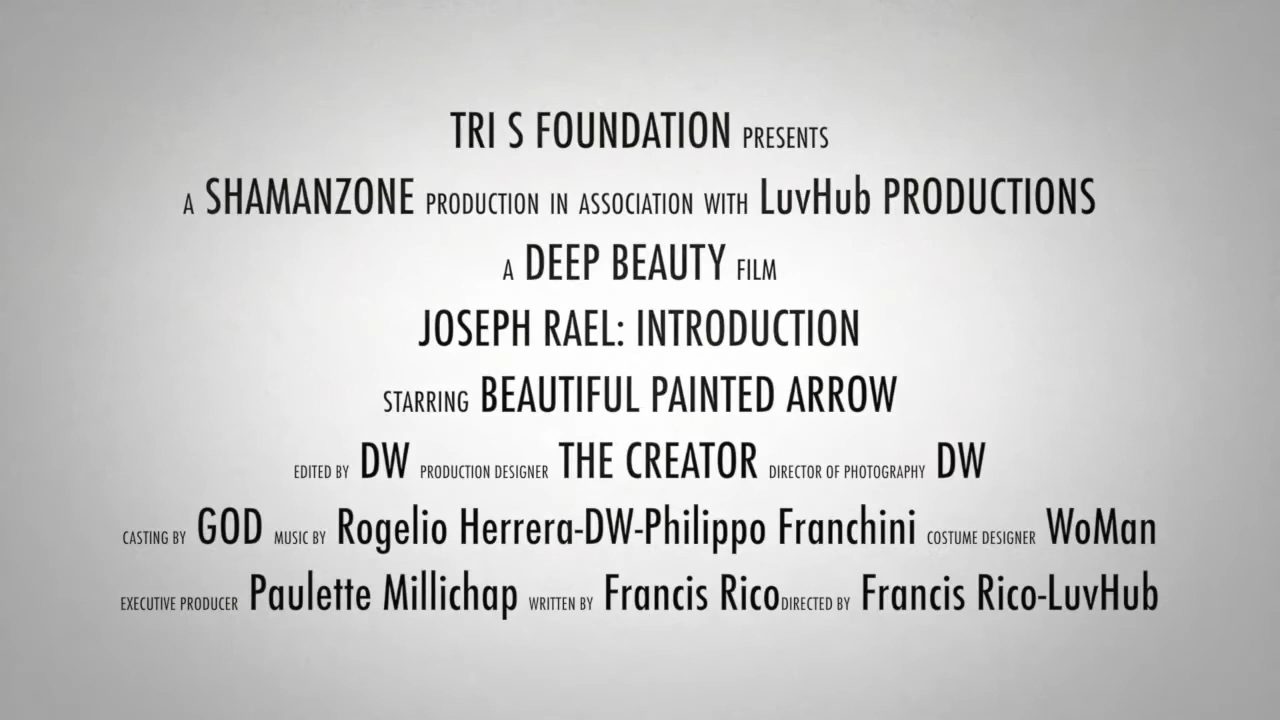 TRI S FOUNDATION PRESENTS
A SHAMANZONE PRODUCTION IN ASSOCIATION WITH LuvHub PRODUCTIONS
A DEEP BEAUTY FILM
JOSEPH RAEL: INTRODUCTION
STARRING BEAUTIFUL PAINTED ARROW
EDITED BY DW PRODUCTION DESIGNER THE CREATOR DIRECTOR OF PHOTOGRAPHY DW
CASTING BY GOD MUSIC BY Rogelio Herrera-DW-Philippo Franchini COSTUME DESIGNER WoMan
EXECUTIVE PRODUCER Paulette Millichap WRITTEN BY Francis Rico DIRECTED BY Francis Rico-LuvHub